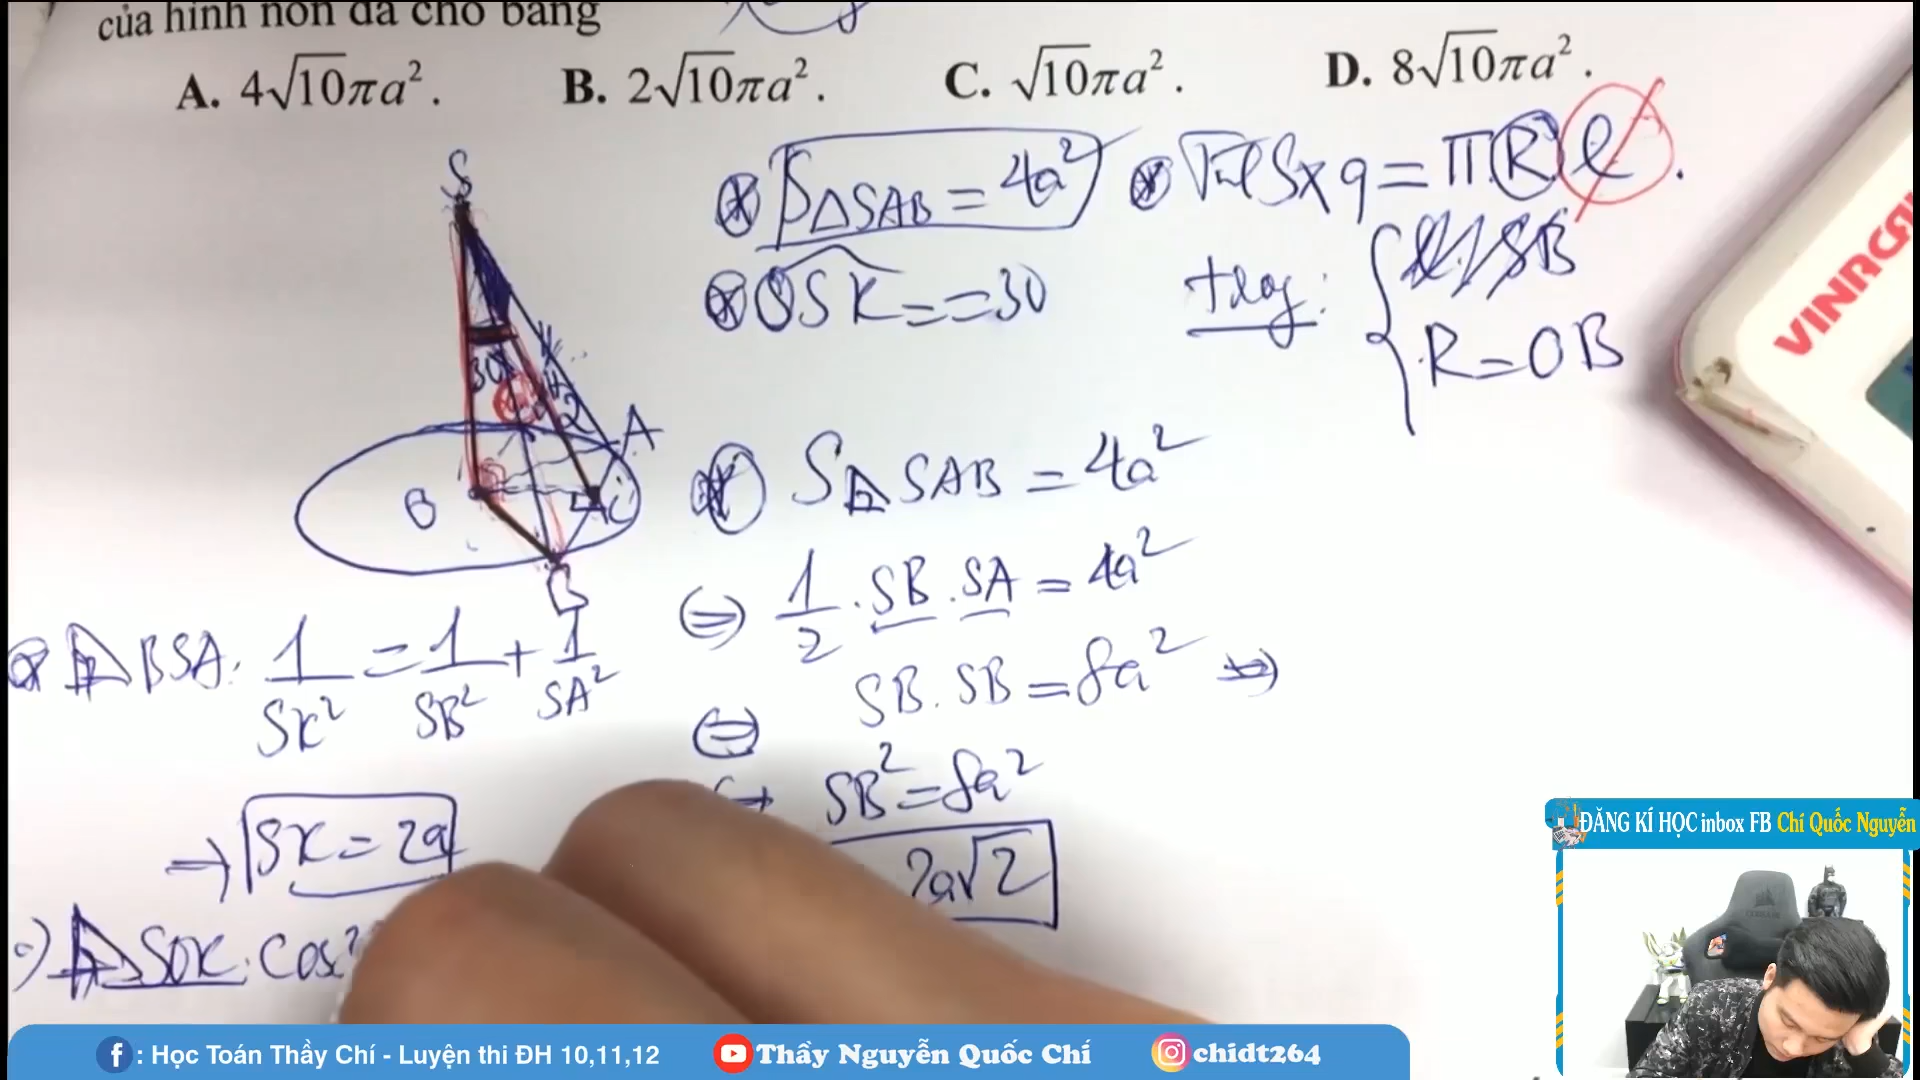 của hình nón đã cho bằng
A. 4√10πa². B. 2√10πa². C. √10πa². D. 8√10πa².
S
30
A
B
B
S△SAB = 4a²
Sxq = π R l.
OSK = = 30
R = OB
S△SAB = 4a²
(=) 1/2 . SB . SA = 4a²
(=) SB . SB = 8a²
SB² = 8a²
2a√2
BSA: 1/SK² = 1/SB² + 1/SA²
→ SK = 2a
SOK: Cos
VINACA
ĐĂNG KÍ HỌC inbox FB Chí Quốc Nguyễn
f : Học Toán Thầy Chí - Luyện thi ĐH 10,11,12
Thầy Nguyễn Quốc Chí
chidt264